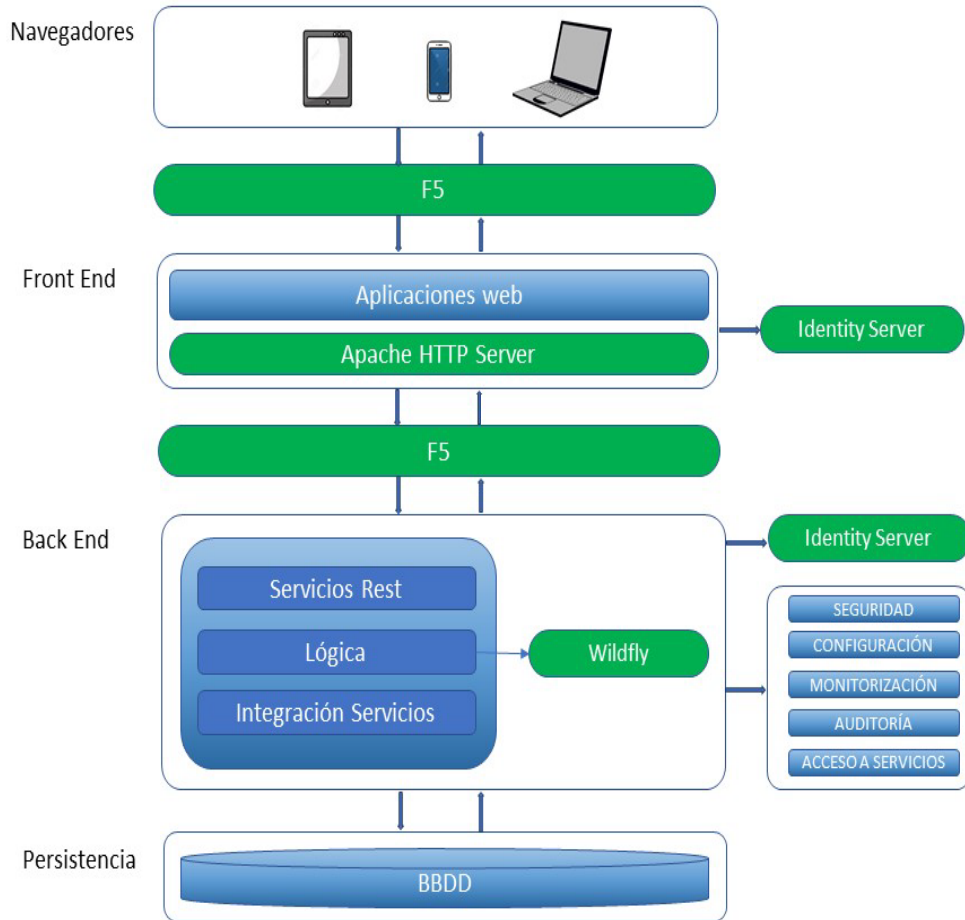 Navegadores
F5
Front End
Aplicaciones web
Apache HTTP Server
Identity Server
F5
Back End
Servicios Rest
Lógica
Integración Servicios
Wildfly
Identity Server
SEGURIDAD
CONFIGURACIÓN
MONITORIZACIÓN
AUDITORÍA
ACCESO A SERVICIOS
Persistencia
BBDD